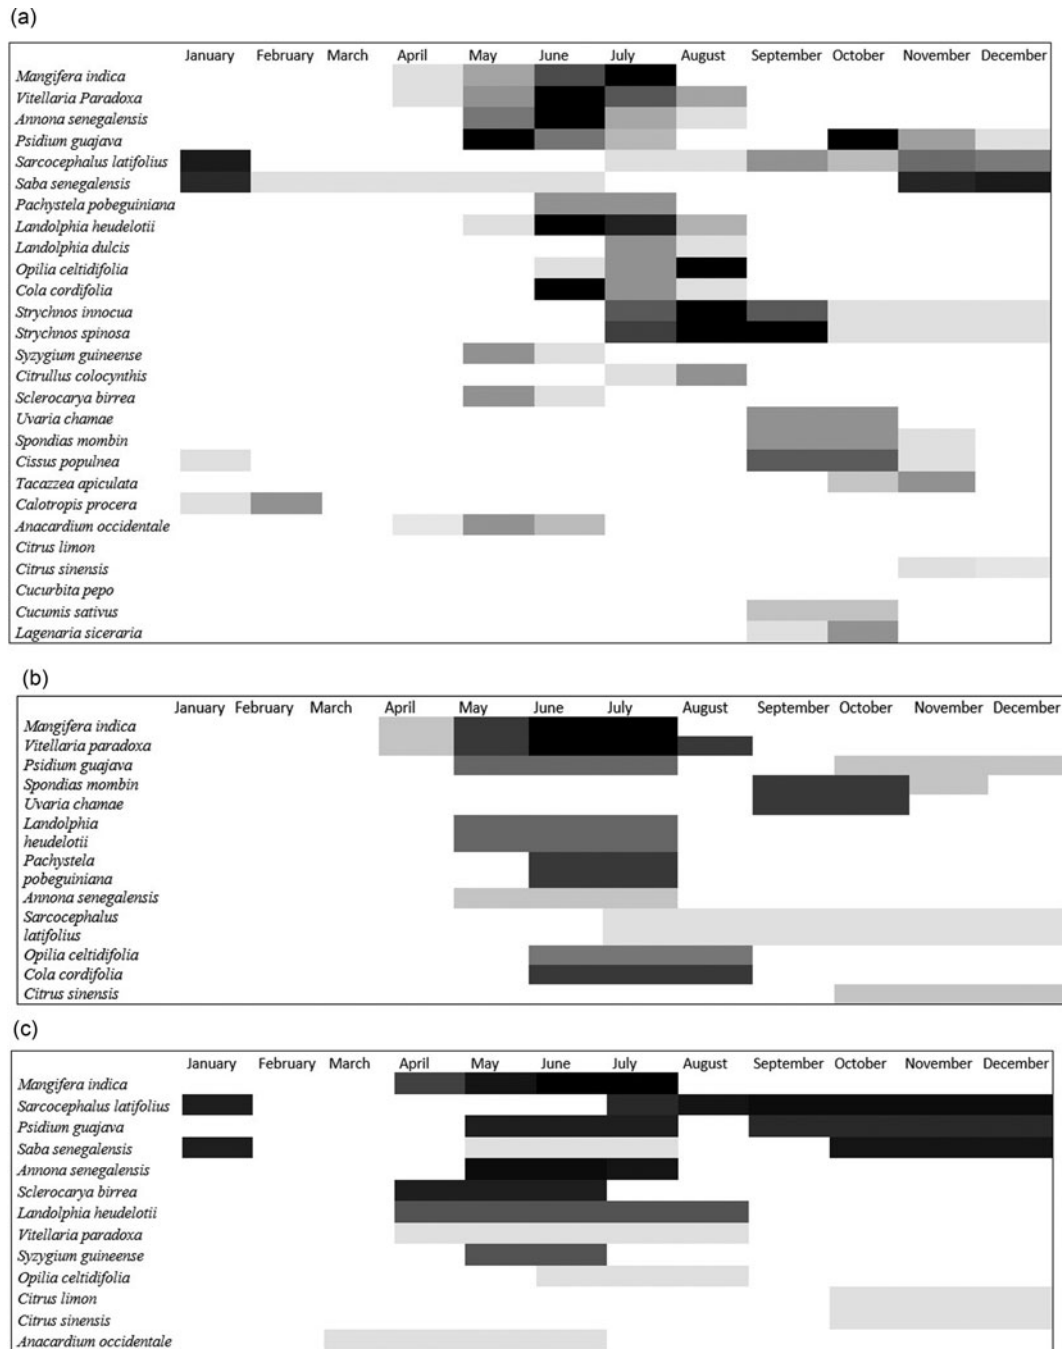 (a)
January February March April May June July August September October November December
Mangifera indica
Vitellaria Paradoxa
Annona senegalensis
Psidium guajava
Sarcocephalus latifolius
Saba senegalensis
Pachystela pobeguiniana
Landolphia heudelotii
Landolphia dulcis
Opilia celtidifolia
Cola cordifolia
Strychnos innocua
Strychnos spinosa
Syzygium guineense
Citrullus colocynthis
Sclerocarya birrea
Uvaria chamae
Spondias mombin
Cissus populnea
Tacazzea apiculata
Calotropis procera
Anacardium occidentale
Citrus limon
Citrus sinensis
Cucurbita pepo
Cucumis sativus
Lagenaria siceraria
(b)
January February March April May June July August September October November December
Mangifera indica
Vitellaria paradoxa
Psidium guajava
Spondias mombin
Uvaria chamae
Landolphia
heudelotii
Pachystela
pobeguiniana
Annona senegalensis
Sarcocephalus
latifolius
Opilia celtidifolia
Cola cordifolia
Citrus sinensis
(c)
January February March April May June July August September October November December
Mangifera indica
Sarcocephalus latifolius
Psidium guajava
Saba senegalensis
Annona senegalensis
Sclerocarya birrea
Landolphia heudelotii
Vitellaria paradoxa
Syzygium guineense
Opilia celtidifolia
Citrus limon
Citrus sinensis
Anacardium occidentale